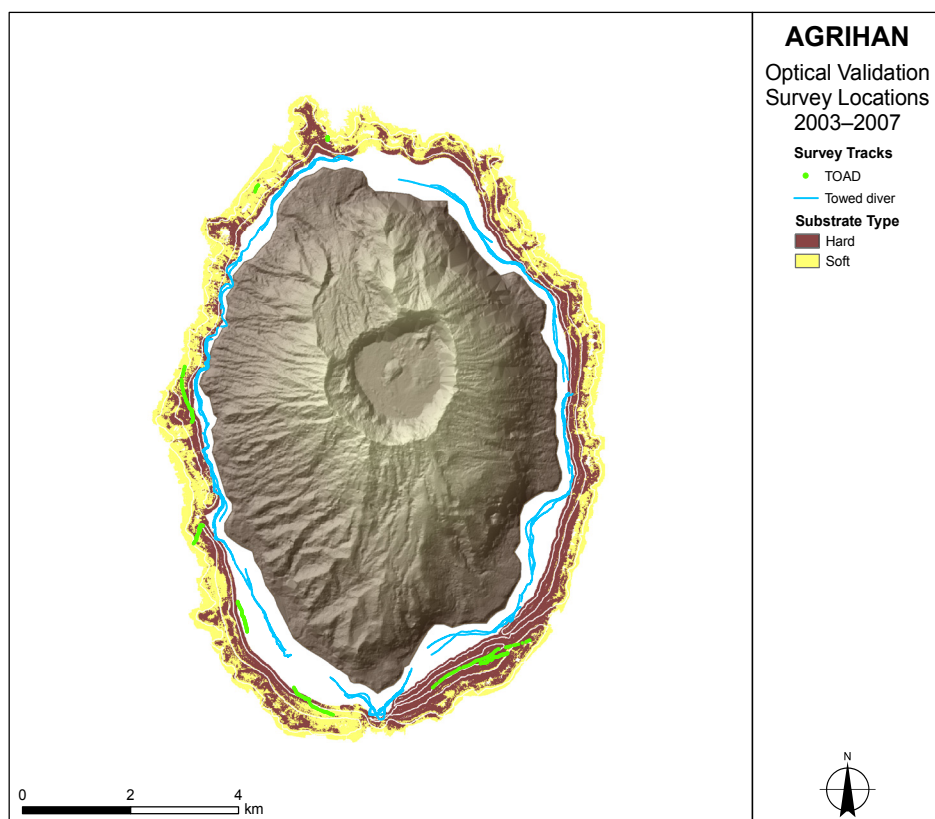 AGRIHAN
Optical Validation
Survey Locations
2003–2007
Survey Tracks
TOAD
Towed diver
Substrate Type
Hard
Soft
N
0 2 4
km